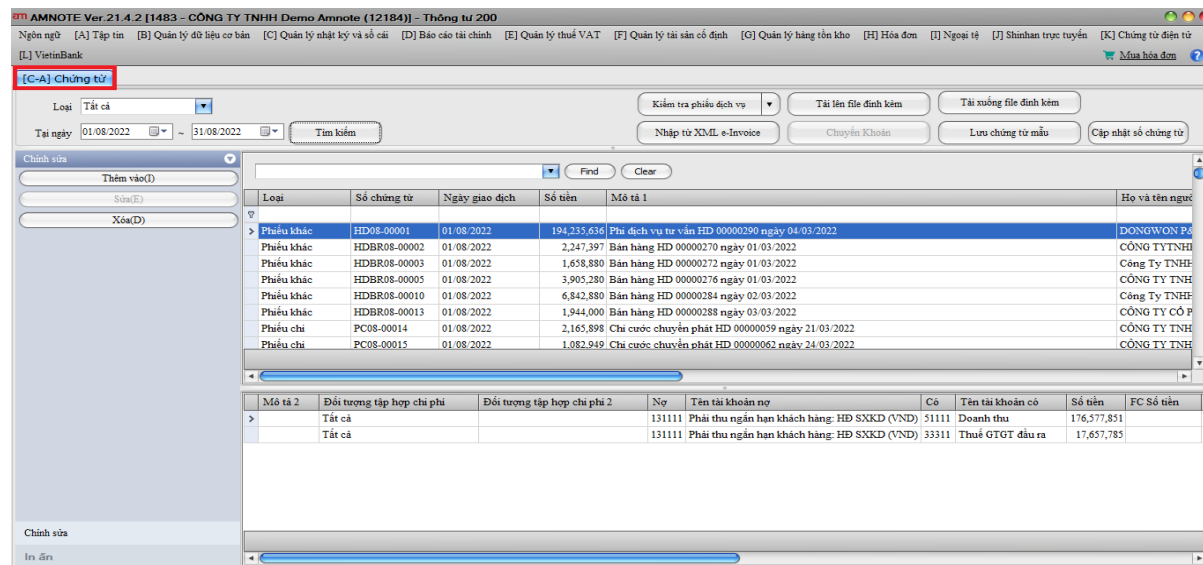 am AMNOTE Ver.21.4.2 [1483 - CÔNG TY TNHH Demo Amnote (12184)] - Thông tư 200
Ngôn ngữ [A] Tập tin [B] Quản lý dữ liệu cơ bản [C] Quản lý nhật ký và sổ cái [D] Báo cáo tài chính [E] Quản lý thuế VAT [F] Quản lý tài sản cố định [G] Quản lý hàng tồn kho [H] Hóa đơn [I] Ngoại tệ [J] Shinhan trực tuyến [K] Chứng từ điện tử
[L] VietinBank Mua hóa đơn ?
[C-A] Chứng từ
Loại Tất cả Kiểm tra phiếu dịch vụ Tải lên file đính kèm Tải xuống file đính kèm
Tại ngày 01/08/2022 ~ 31/08/2022 Tìm kiếm Nhập từ XML e-Invoice Chuyển Khoản Lưu chứng từ mẫu Cập nhật số chứng từ
Chỉnh sửa
Thêm vào(I)
Sửa(E)
Xóa(D)
Find Clear
Loại Số chứng từ Ngày giao dịch Số tiền Mô tả 1 Họ và tên ngườ
Phiếu khác HD08-00001 01/08/2022 194,235,636 Phí dịch vụ tư vấn HD 00000290 ngày 04/03/2022 DONGWON P&
Phiếu khác HDBR08-00002 01/08/2022 2,247,397 Bán hàng HD 00000270 ngày 01/03/2022 CÔNG TYTNHH
Phiếu khác HDBR08-00003 01/08/2022 1,658,880 Bán hàng HD 00000272 ngày 01/03/2022 Công Ty TNHH
Phiếu khác HDBR08-00005 01/08/2022 3,905,280 Bán hàng HD 00000276 ngày 01/03/2022 CÔNG TY TNH
Phiếu khác HDBR08-00010 01/08/2022 6,842,880 Bán hàng HD 00000284 ngày 02/03/2022 Công Ty TNHH
Phiếu khác HDBR08-00013 01/08/2022 1,944,000 Bán hàng HD 00000288 ngày 03/03/2022 CÔNG TY CỔ P
Phiếu chi PC08-00014 01/08/2022 2,165,898 Chi cước chuyển phát HD 00000059 ngày 21/03/2022 CÔNG TY TNH
Phiếu chi PC08-00015 01/08/2022 1,082,949 Chi cước chuyển phát HD 00000062 ngày 24/03/2022 CÔNG TY TNH
Mô tả 2 Đối tượng tập hợp chi phí Đối tượng tập hợp chi phí 2 Nợ Tên tài khoản nợ Có Tên tài khoản có Số tiền FC Số tiền
Tất cả 131111 Phải thu ngắn hạn khách hàng: HĐ SXKD (VND) 51111 Doanh thu 176,577,851
Tất cả 131111 Phải thu ngắn hạn khách hàng: HĐ SXKD (VND) 33311 Thuế GTGT đầu ra 17,657,785
Chỉnh sửa
In ấn